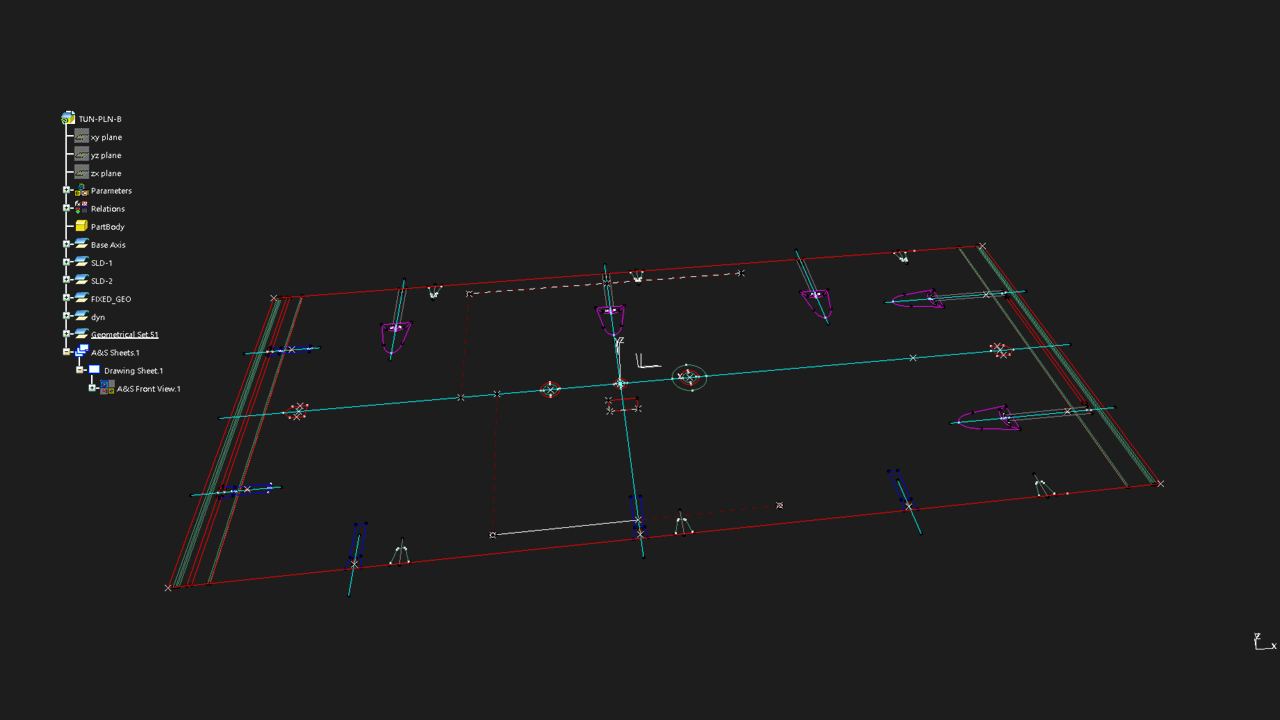 TUN-PLN-B
xy plane
yz plane
zx plane
Parameters
Relations
PartBody
Base Axis
SLD-1
SLD-2
FIXED_GEO
dyn
Geometrical Set.51
A&S Sheets.1
Drawing Sheet.1
A&S Front View.1
z
x